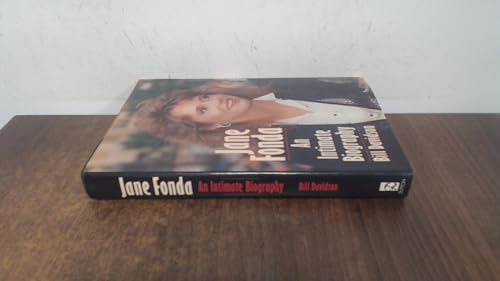 Jane
Fonda
An
Intimate
Biography
Bill Davidson
Jane Fonda An Intimate Biography Bill Davidson